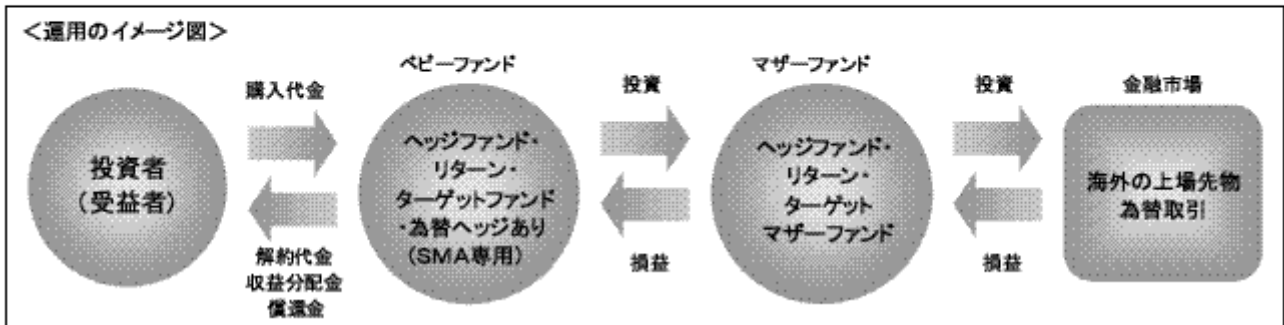 ＜運用のイメージ図＞
ベビーファンド
マザーファンド
購入代金
投資
投資
金融市場
投資者
（受益者）
ヘッジファンド・
リターン・
ターゲットファンド
・為替ヘッジあり
（SMA専用）
ヘッジファンド・
リターン・
ターゲット
マザーファンド
海外の上場先物
為替取引
解約代金
収益分配金
償還金
損益
損益